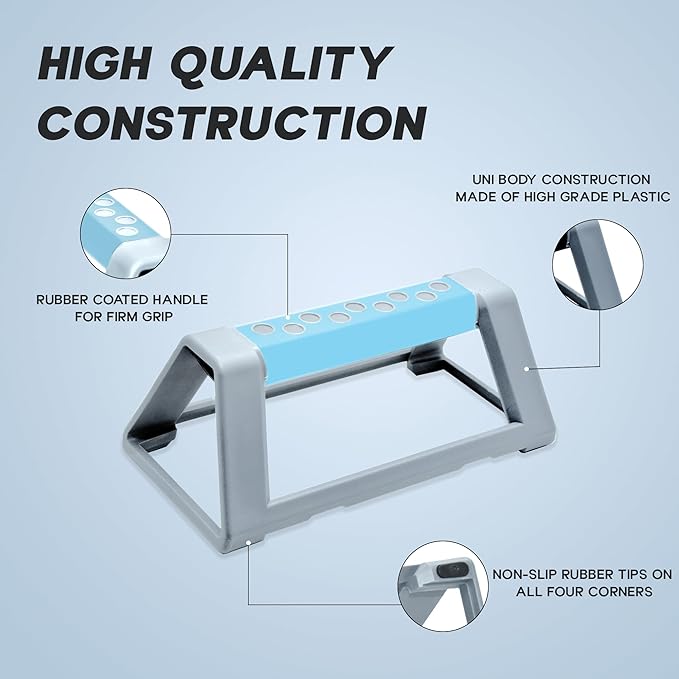 HIGH QUALITY
CONSTRUCTION
UNI BODY CONSTRUCTION
MADE OF HIGH GRADE PLASTIC
RUBBER COATED HANDLE
FOR FIRM GRIP
NON-SLIP RUBBER TIPS ON
ALL FOUR CORNERS